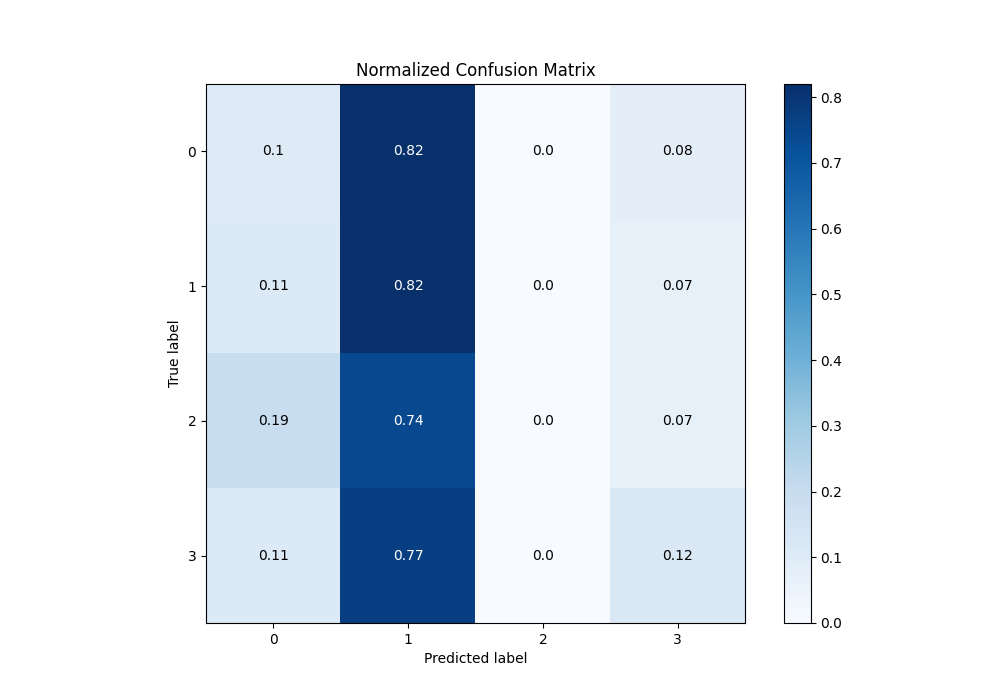 Normalized Confusion Matrix
True label
0 0.1 0.82 0.0 0.08
1 0.11 0.82 0.0 0.07
2 0.19 0.74 0.0 0.07
3 0.11 0.77 0.0 0.12
0 1 2 3
Predicted label
0.8
0.7
0.6
0.5
0.4
0.3
0.2
0.1
0.0